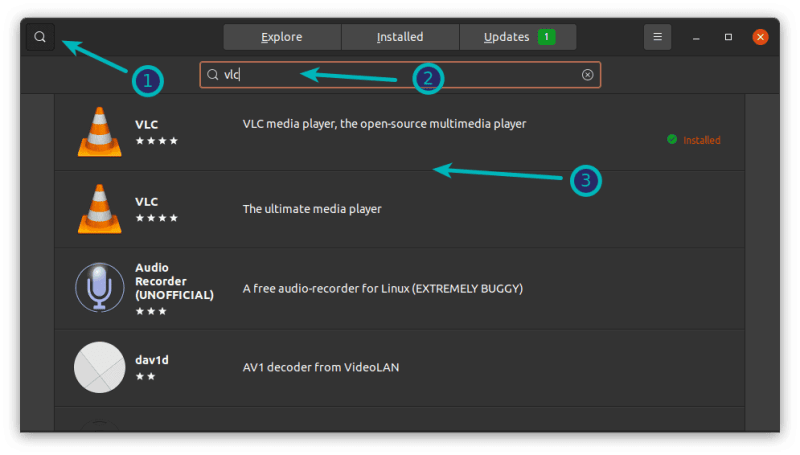 Explore Installed Updates 1
1
vlc
2
VLC
VLC media player, the open-source multimedia player
Installed
3
VLC
The ultimate media player
Audio
Recorder
(UNOFFICIAL)
A free audio-recorder for Linux (EXTREMELY BUGGY)
dav1d
AV1 decoder from VideoLAN